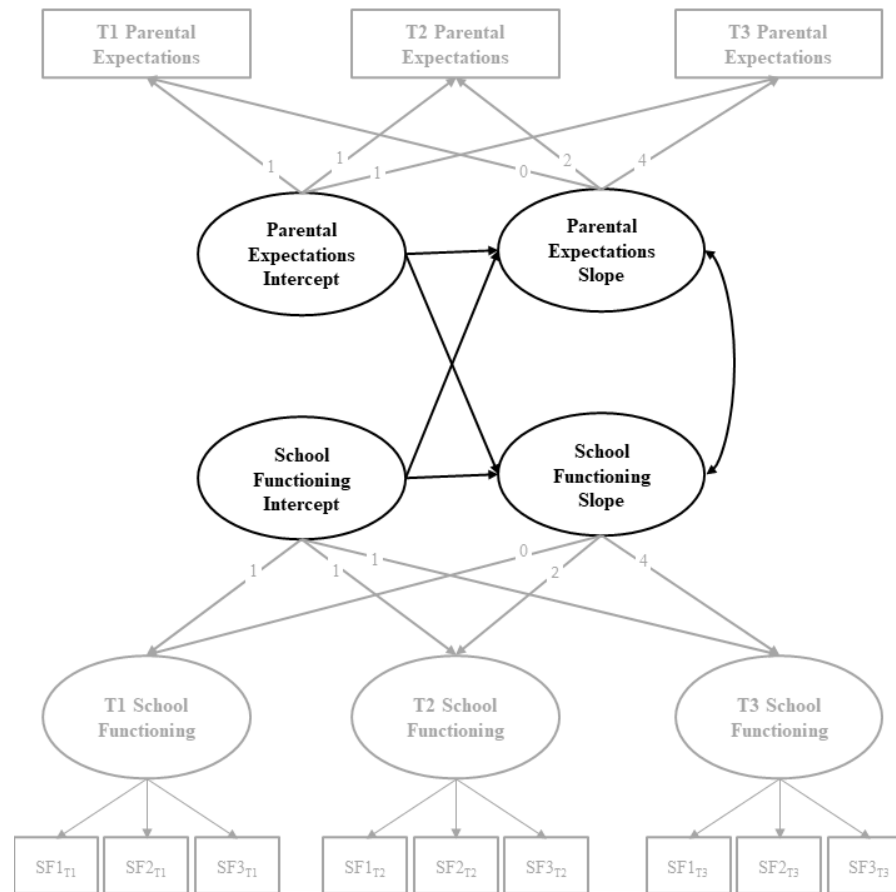 T1 Parental
Expectations
T2 Parental
Expectations
T3 Parental
Expectations
1
1
1
0
2
4
Parental
Expectations
Intercept
Parental
Expectations
Slope
School
Functioning
Intercept
School
Functioning
Slope
1
1
1
0
2
4
T1 School
Functioning
T2 School
Functioning
T3 School
Functioning
SF1T1
SF2T1
SF3T1
SF1T2
SF2T2
SF3T2
SF1T3
SF2T3
SF3T3